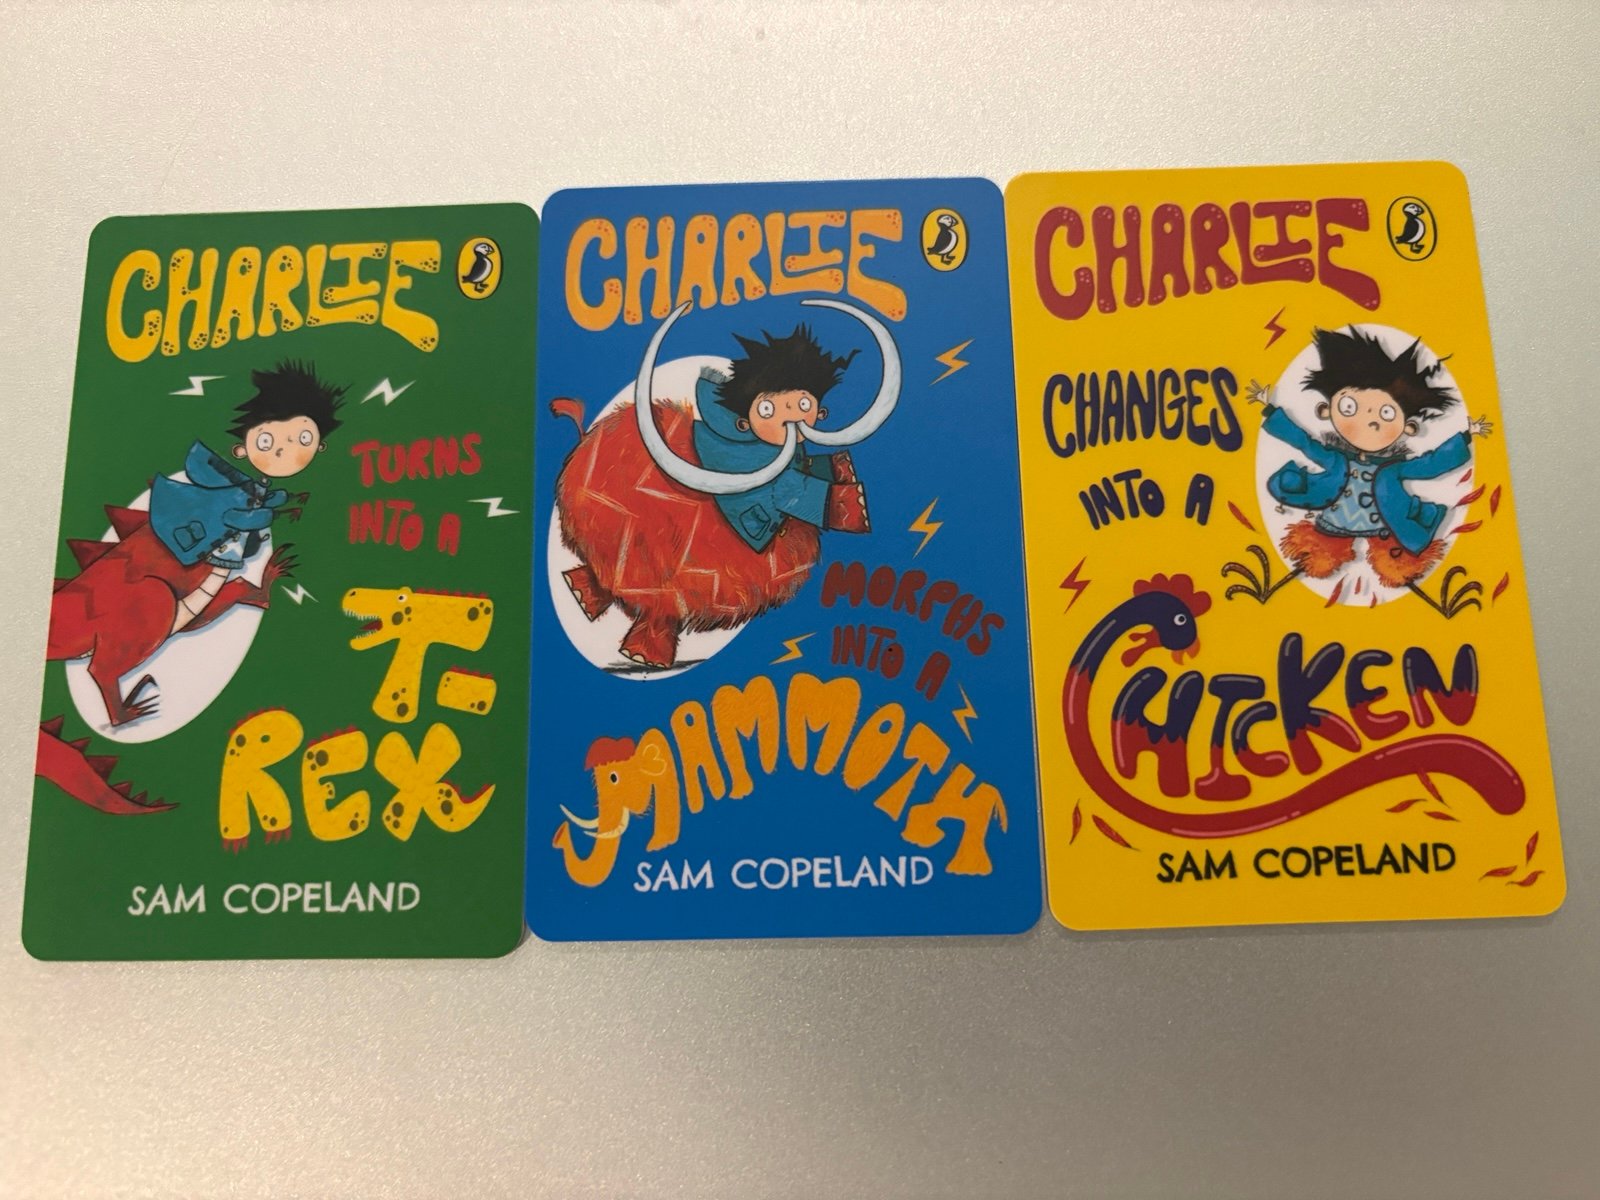 CHARLIE
TURNS
INTO A
T-
REX
SAM COPELAND
CHARLIE
MORPHS
INTO A
MAMMOTH
SAM COPELAND
CHARLIE
CHANGES
INTO A
CHICKEN
SAM COPELAND